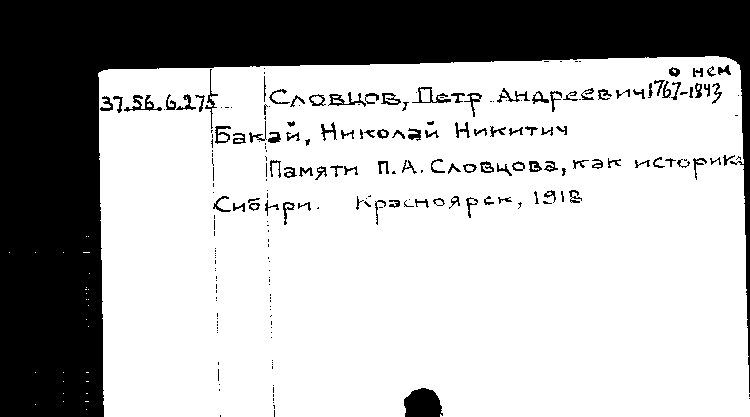 о нем
37.56.6.275 Словцов, Петр Андреевич 1767-1843
Бакай, Николай Никитич
Памяти П.А. Словцова, как историка
Сибири. Красноярск, 1918